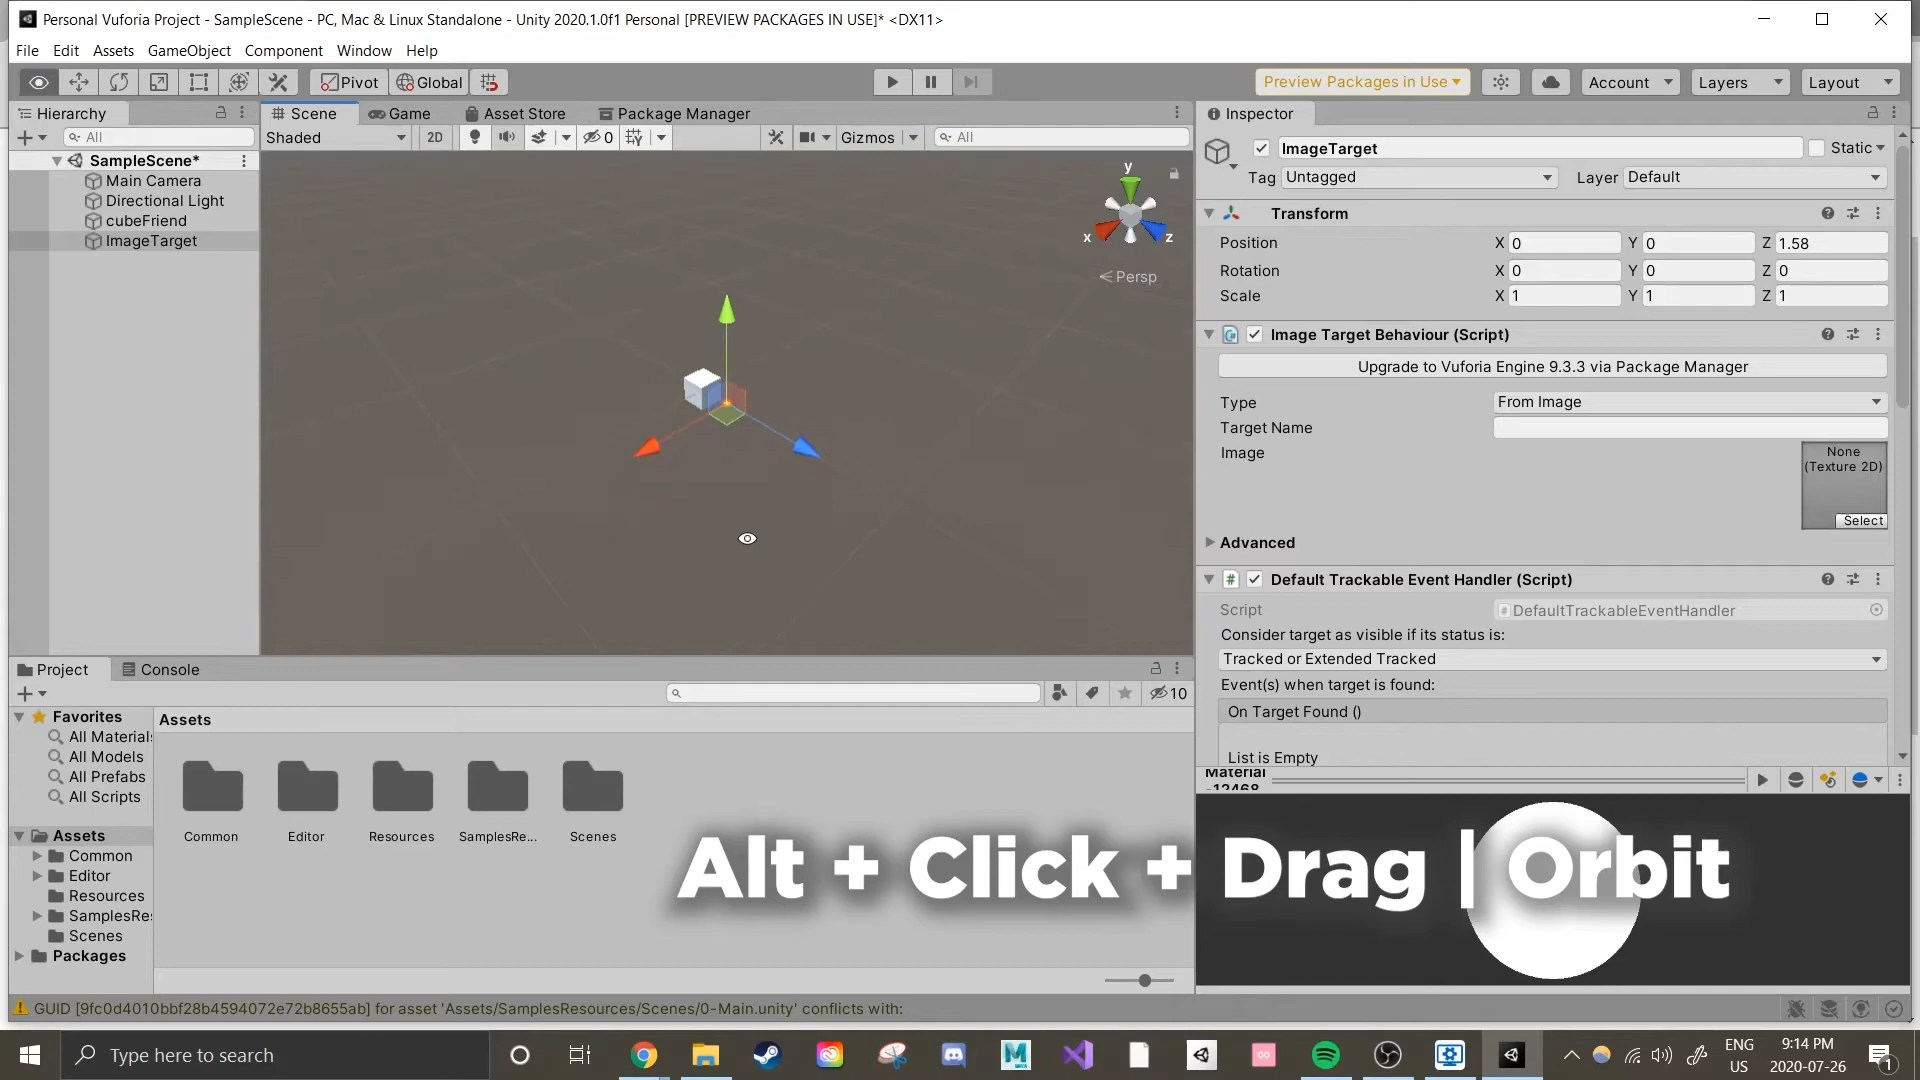 Personal Vuforia Project - SampleScene - PC, Mac & Linux Standalone - Unity 2020.1.0f1 Personal [PREVIEW PACKAGES IN USE]* <DX11>
File Edit Assets GameObject Component Window Help
Pivot Global Preview Packages in Use Account Layers Layout
Hierarchy
All
SampleScene*
Main Camera
Directional Light
cubeFriend
ImageTarget
Scene Game Asset Store Package Manager
Shaded 2D 0 Gizmos All
y
x z
Persp
Inspector
ImageTarget Static
Tag Untagged Layer Default
Transform
Position X 0 Y 0 Z 1.58
Rotation X 0 Y 0 Z 0
Scale X 1 Y 1 Z 1
Image Target Behaviour (Script)
Upgrade to Vuforia Engine 9.3.3 via Package Manager
Type From Image
Target Name
Image
None
(Texture 2D)
Select
Advanced
# Default Trackable Event Handler (Script)
Script # DefaultTrackableEventHandler
Consider target as visible if its status is:
Tracked or Extended Tracked
Event(s) when target is found:
On Target Found ()
List is Empty
Material
-12468
Project Console
10
Favorites
All Materials
All Models
All Prefabs
All Scripts
Assets
Common
Editor
Resources
SamplesRes
Scenes
Packages
Assets
Common Editor Resources SamplesRe... Scenes
Alt + Click + Drag | Orbit
GUID [9fc0d4010bbf28b4594072e72b8655ab] for asset 'Assets/SamplesResources/Scenes/0-Main.unity' conflicts with:
Type here to search
M
ENG
US
9:14 PM
2020-07-26
1